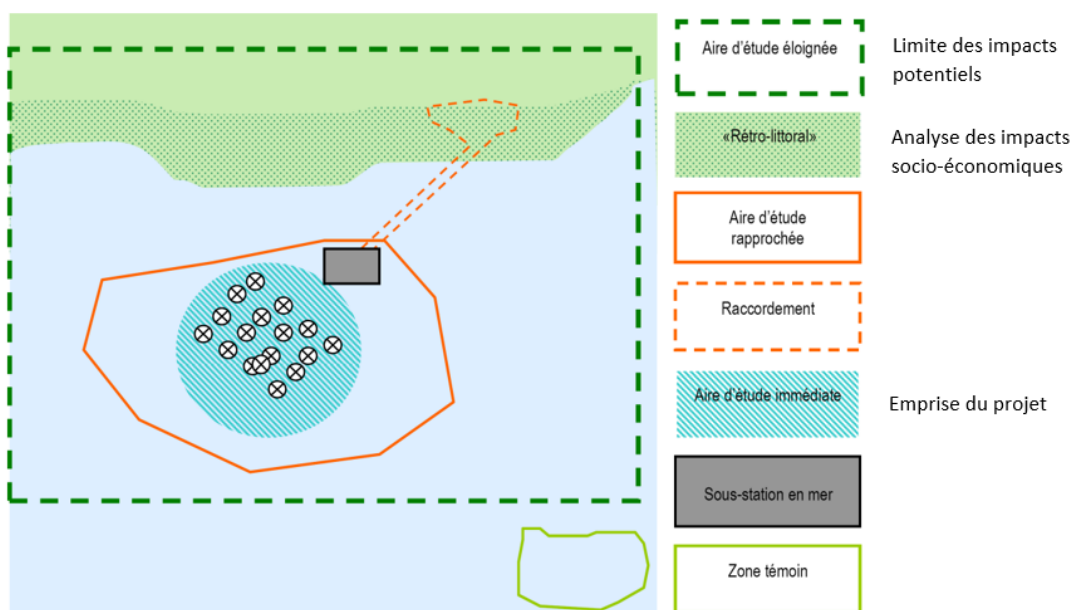 Aire d'étude éloignée
Limite des impacts
potentiels
«Rétro-littoral»
Analyse des impacts
socio-économiques
Aire d'étude
rapprochée
Raccordement
Aire d'étude immédiate
Emprise du projet
Sous-station en mer
Zone témoin